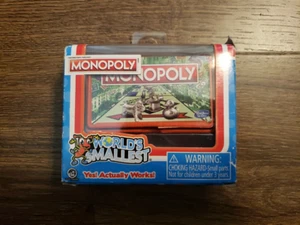 MONOPOLY
MONOPOLY
WORLD'S
SMALLEST
Yes! Actually Works!
WARNING:
CHOKING HAZARD-Small parts.
Not for children under 3 years.